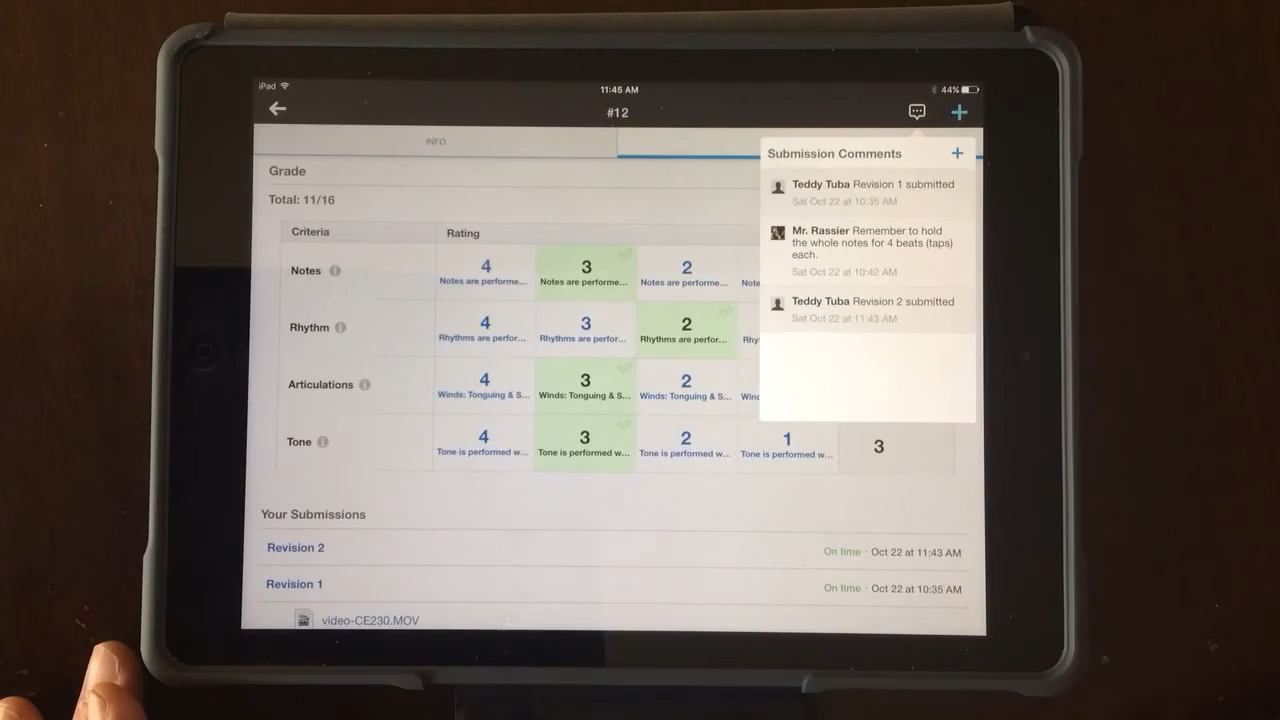 iPad
11:45 AM
44%
#12
INFO
Grade
Total: 11/16
Criteria
Rating
Notes
4
Notes are performe...
3
Notes are performe...
2
Notes are performe...
Note
Rhythm
4
Rhythms are perfor...
3
Rhythms are perfor...
2
Rhythms are perfor...
Rhy
Articulations
4
Winds: Tonguing & S...
3
Winds: Tonguing & S...
2
Winds: Tonguing & S...
Wind
Tone
4
Tone is performed w...
3
Tone is performed w...
2
Tone is performed w...
1
Tone is performed w...
3
Submission Comments
Teddy Tuba Revision 1 submitted
Sat Oct 22 at 10:35 AM
Mr. Rassier Remember to hold
the whole notes for 4 beats (taps)
each.
Sat Oct 22 at 10:42 AM
Teddy Tuba Revision 2 submitted
Sat Oct 22 at 11:43 AM
Your Submissions
Revision 2
On time · Oct 22 at 11:43 AM
Revision 1
On time · Oct 22 at 10:35 AM
video-CE230.MOV